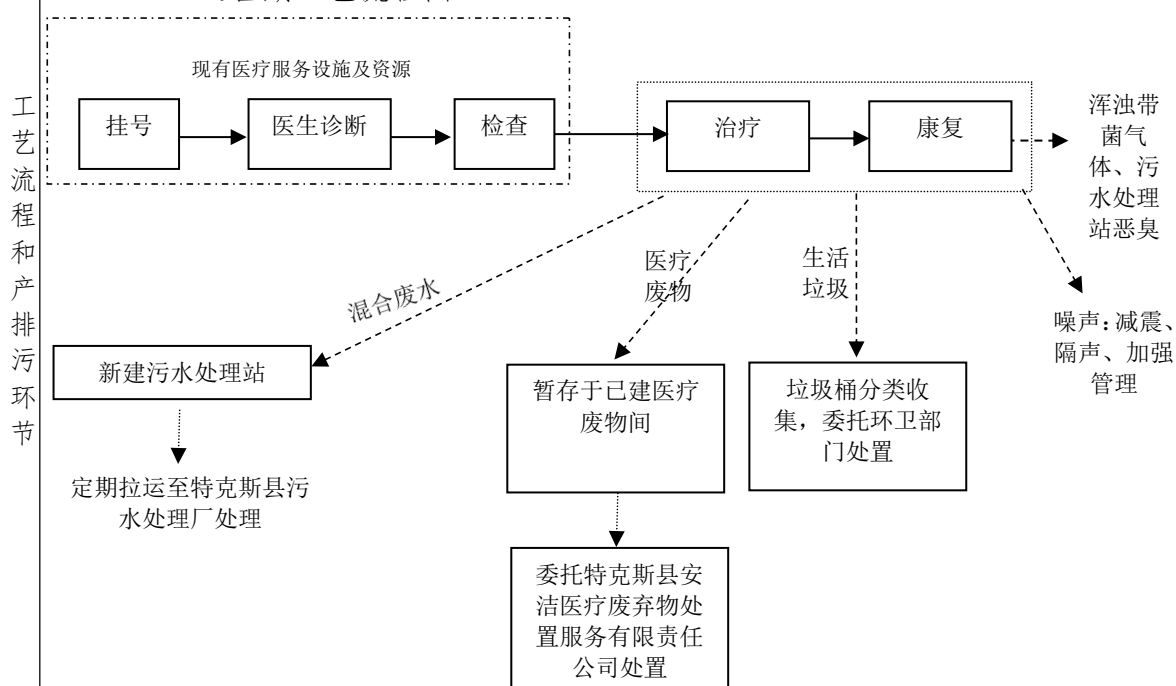 工
艺
流
程
和
产
排
污
环
节
现有医疗服务设施及资源
挂号
医生诊断
检查
治疗
康复
浑浊带
菌气
体、污
水处理
站恶臭
混合废水
医疗
废物
生活
垃圾
噪声：减震、
隔声、加强
管理
新建污水处理站
暂存于已建医疗
废物间
垃圾桶分类收
集，委托环卫部
门处置
定期拉运至特克斯县污
水处理厂处理
委托特克斯县安
洁医疗废弃物处
置服务有限责任
公司处置